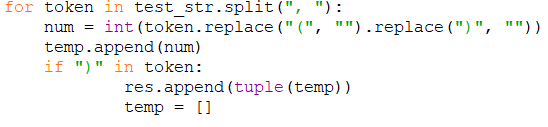 for token in test_str.split(", "):
    num = int(token.replace("(", "").replace(")", ""))
    temp.append(num)
    if ")" in token:
            res.append(tuple(temp))
            temp = []